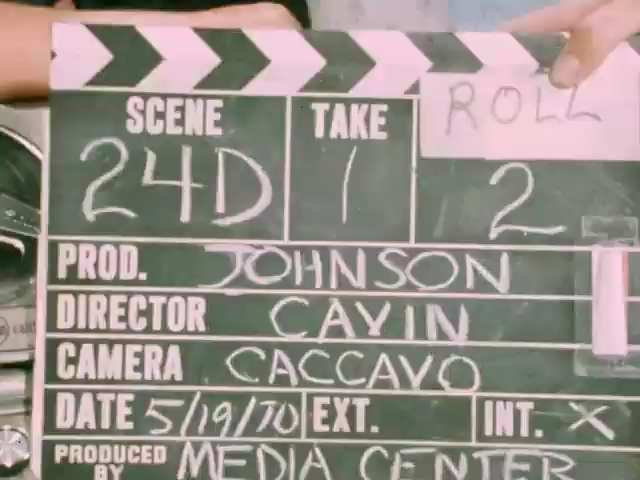 SCENE TAKE ROLL
24D 1 2
PROD. JOHNSON
DIRECTOR CAVIN
CAMERA CACCAVO
DATE 5/19/70 EXT. INT. X
PRODUCED BY MEDIA CENTER